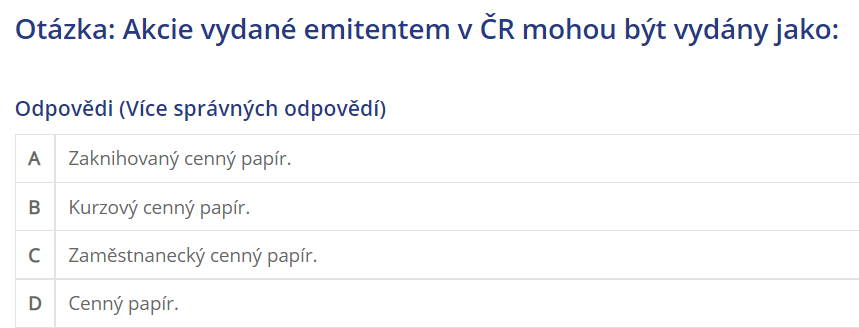 Otázka: Akcie vydané emitentem v ČR mohou být vydány jako:
Odpovědi (Více správných odpovědí)
A Zaknihovaný cenný papír.
B Kurzový cenný papír.
C Zaměstnanecký cenný papír.
D Cenný papír.